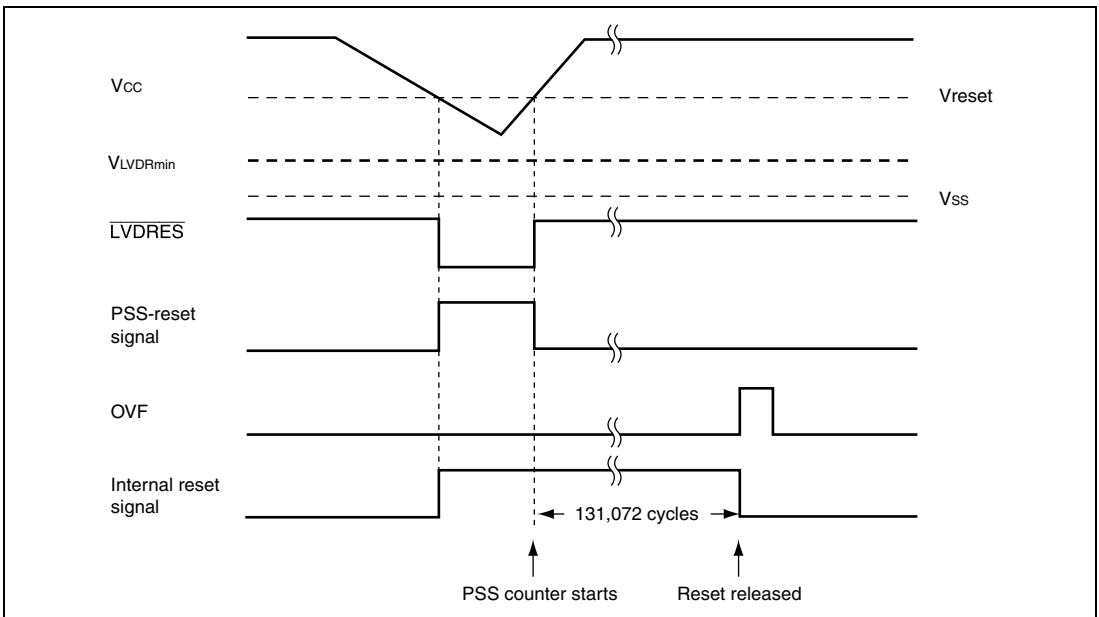 Vcc
Vreset
VLVDRmin
Vss
LVDRES
PSS-reset
signal
OVF
Internal reset
signal
131,072 cycles
PSS counter starts
Reset released